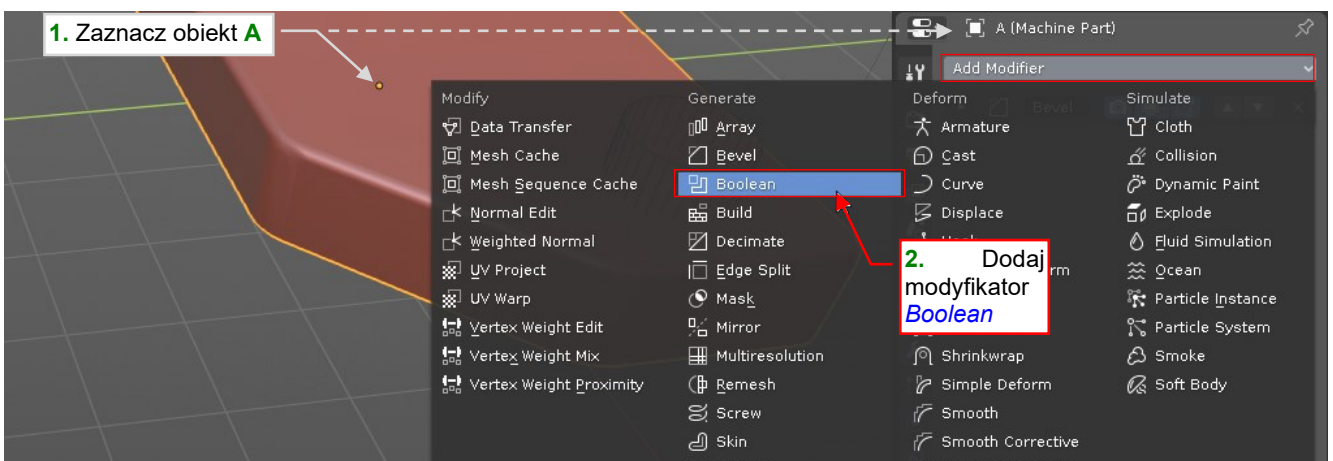 1. Zaznacz obiekt A
A (Machine Part)
Add Modifier
Bevel
Modify
Data Transfer
Mesh Cache
Mesh Sequence Cache
Normal Edit
Weighted Normal
UV Project
UV Warp
Vertex Weight Edit
Vertex Weight Mix
Vertex Weight Proximity
Generate
Array
Bevel
Boolean
Build
Decimate
Edge Split
Mask
Mirror
Multiresolution
Remesh
Screw
Skin
Deform
Armature
Cast
Curve
Displace
2. Dodaj
modyfikator
Boolean
Shrinkwrap
Simple Deform
Smooth
Smooth Corrective
Simulate
Cloth
Collision
Dynamic Paint
Explode
Fluid Simulation
Ocean
Particle Instance
Particle System
Smoke
Soft Body